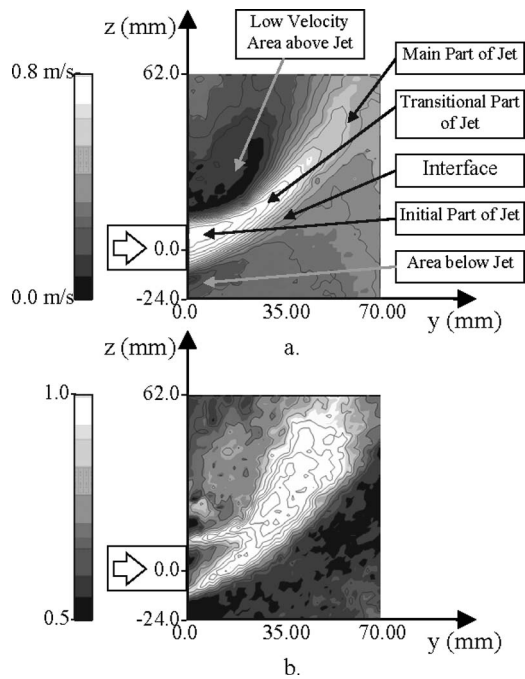 z (mm)
Low Velocity
Area above Jet
0.8 m/s
62.0
Main Part of Jet
Transitional Part
of Jet
Interface
Initial Part of Jet
0.0
Area below Jet
0.0 m/s
-24.0
0.0
35.00
70.00
y (mm)
a.
z (mm)
1.0
62.0
0.0
0.5
-24.0
0.0
35.00
70.00
y (mm)
b.